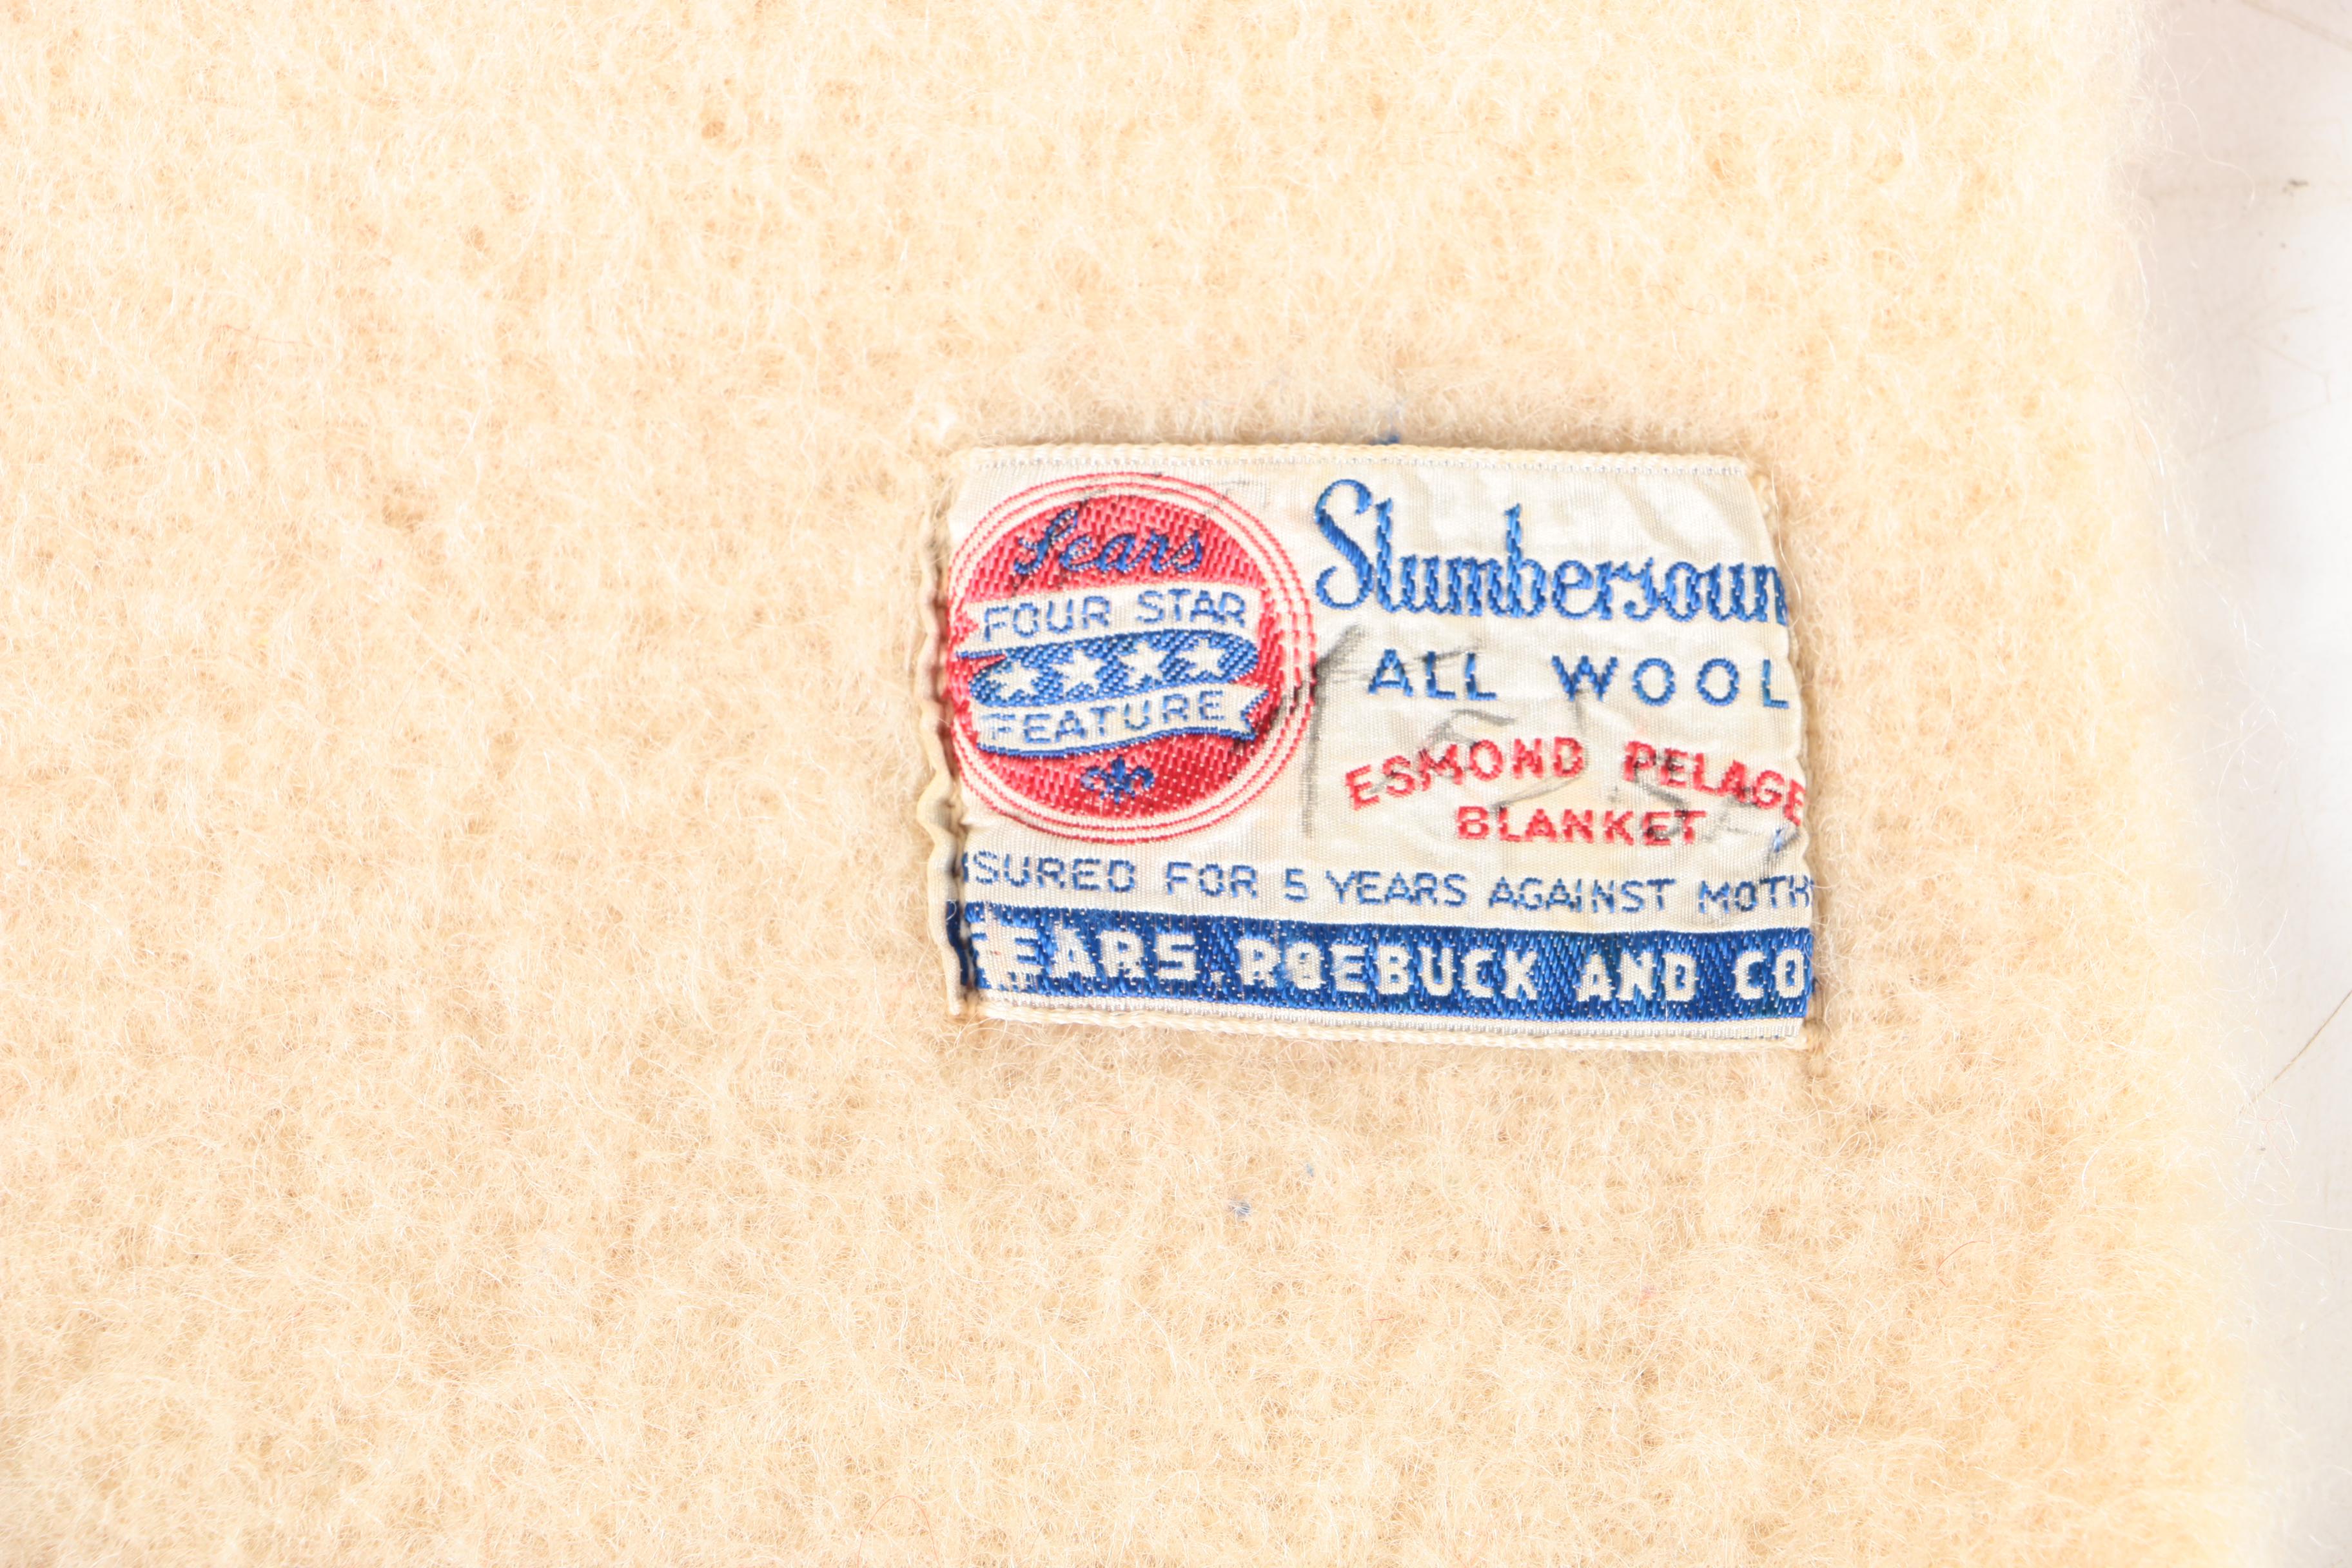 Sears
FOUR STAR
FEATURE
Slumbersoun
ALL WOOL
ESMOND PELAGE
BLANKET
SURED FOR 5 YEARS AGAINST MOTH
SEARS, ROEBUCK AND CO